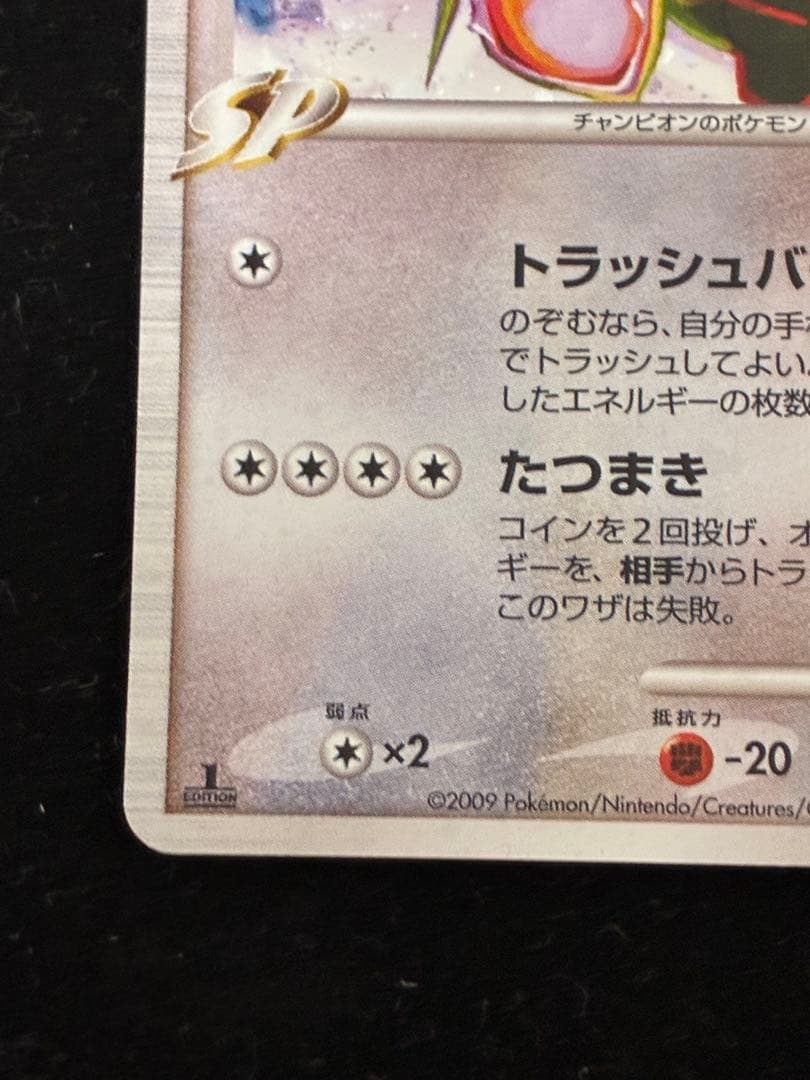 SP
チャンピオンのポケモン
トラッシュバ
のぞむなら、自分の手
でトラッシュしてよい。
したエネルギーの枚数
たつまき
コインを2回投げ、オ
ギーを、相手からトラ
このワザは失敗。
弱点
×2
抵抗力
-20
1
EDITION
©2009 Pokémon/Nintendo/Creatures/